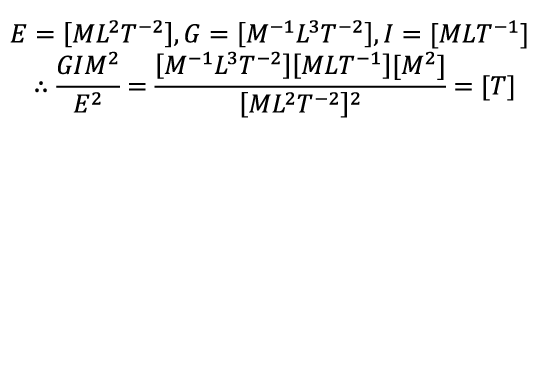 E = [ML²T⁻²], G = [M⁻¹L³T⁻²], I = [MLT⁻¹]
∴ GIM²/E² = [M⁻¹L³T⁻²][MLT⁻¹][M²]/[ML²T⁻²]² = [T]